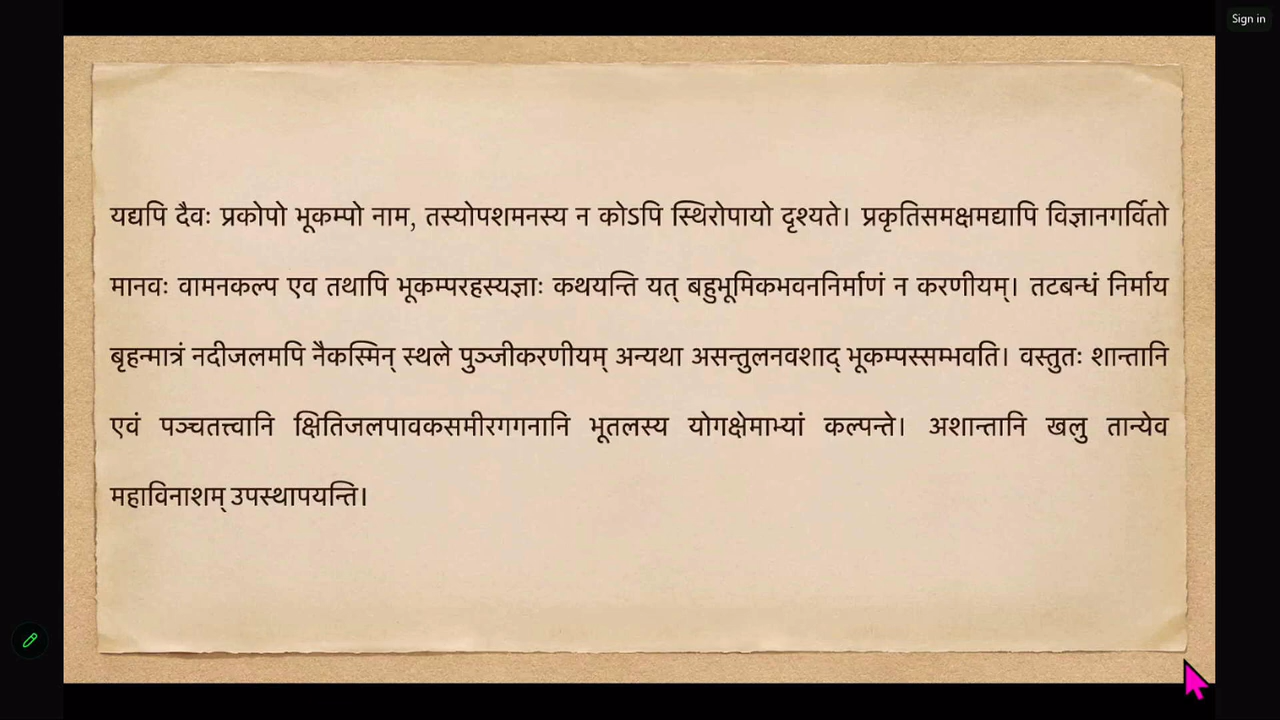 Sign in
यद्यपि दैवः प्रकोपो भूकम्पो नाम, तस्योपशमनस्य न कोऽपि स्थिरोपायो दृश्यते। प्रकृतिसमक्षमद्यापि विज्ञानगर्वितो
मानवः वामनकल्प एव तथापि भूकम्परहस्यज्ञाः कथयन्ति यत् बहुभूमिकभवननिर्माणं न करणीयम्। तटबन्धं निर्माय
बृहन्मात्रं नदीजलमपि नैकस्मिन् स्थले पुञ्जीकरणीयम् अन्यथा असन्तुलनवशाद् भूकम्पस्सम्भवति। वस्तुतः शान्तानि
एवं पञ्चतत्त्वानि क्षितिजलपावकसमीरगगनानि भूतलस्य योगक्षेमाभ्यां कल्पन्ते। अशान्तानि खलु तान्येव
महाविनाशम् उपस्थापयन्ति।